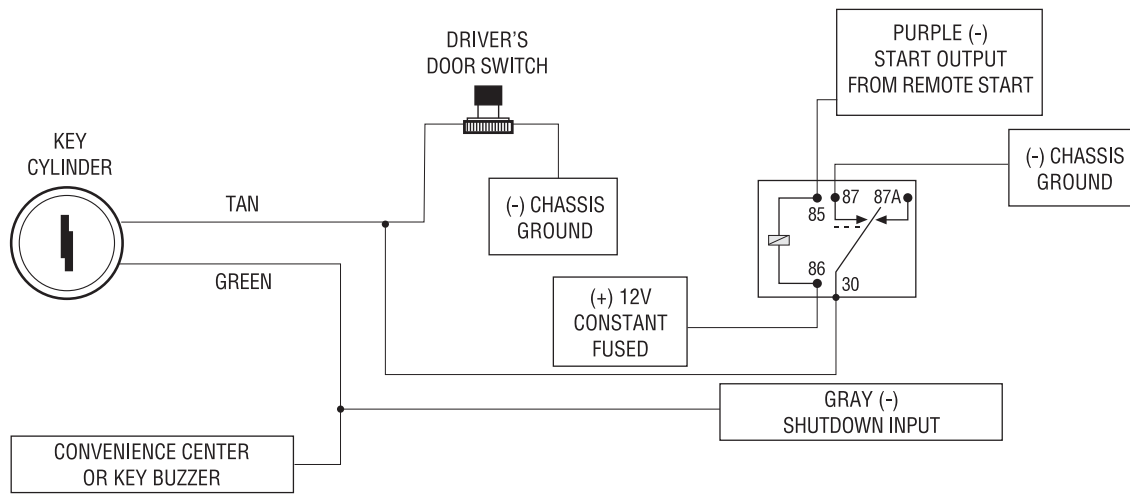 DRIVER'S
DOOR SWITCH
PURPLE (-)
START OUTPUT
FROM REMOTE START
KEY
CYLINDER
(-) CHASSIS
GROUND
TAN
(-) CHASSIS
GROUND
85
87
87A
86
30
GREEN
(+) 12V
CONSTANT
FUSED
GRAY (-)
SHUTDOWN INPUT
CONVENIENCE CENTER
OR KEY BUZZER